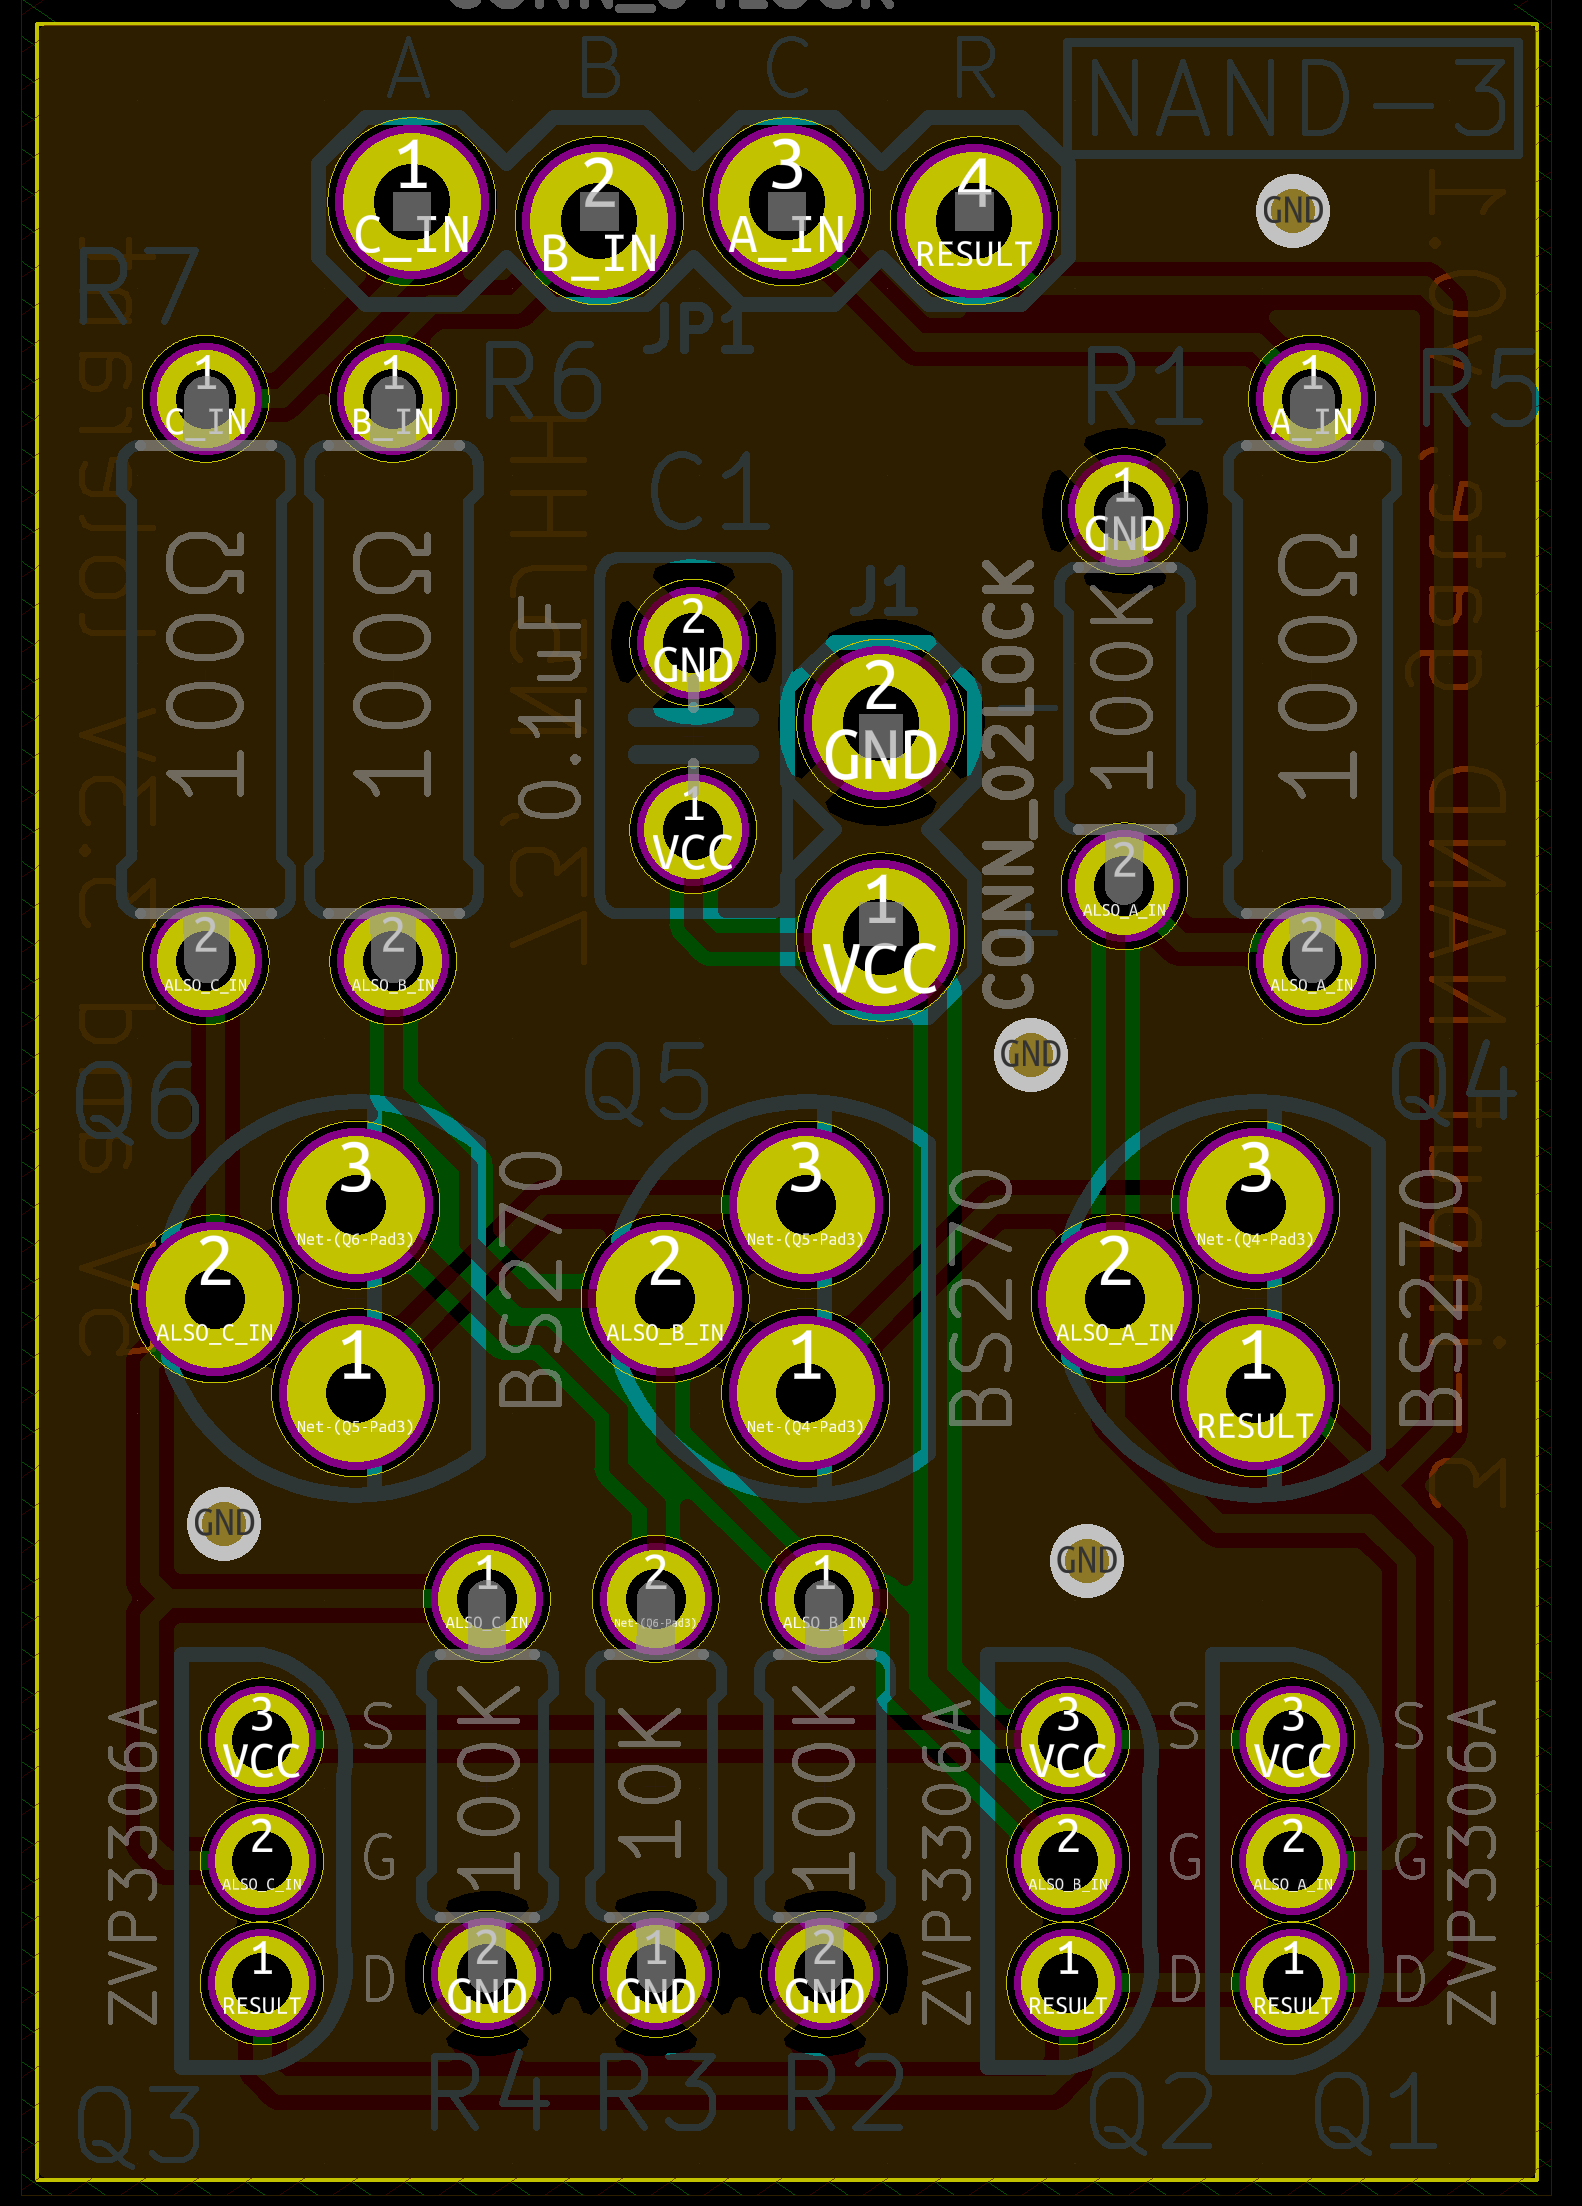 CONN_04LOCK
A B C R
NAND-3
1 C_IN
2 B_IN
3 A_IN
4 RESULT
GND
JP1
R7
1 C_IN
1 B_IN
R6
R1
1 A_IN
R5
C1
1 GND
100Ω
100Ω
0.1uF
2 GND
J1
CONN_02LOCK
100K
100Ω
2 GND
1 VCC
1 VCC
2 ALSO_A_IN
2 ALSO_C_IN
2 ALSO_B_IN
2 ALSO_A_IN
GND
Q6
Q5
Q4
3 Net-(Q6-Pad3)
3 Net-(Q5-Pad3)
3 Net-(Q4-Pad3)
BS270
BS270
BS270
2 ALSO_C_IN
2 ALSO_B_IN
2 ALSO_A_IN
1 Net-(Q5-Pad3)
1 Net-(Q4-Pad3)
1 RESULT
GND
GND
1 ALSO_C_IN
2 Net-(Q6-Pad3)
1 ALSO_B_IN
ZVP3306A
3 VCC
S
100K
10K
100K
ZVP3306A
3 VCC
S
3 VCC
S
ZVP3306A
2 ALSO_C_IN
G
2 ALSO_B_IN
G
2 ALSO_A_IN
G
1 RESULT
D
2 GND
1 GND
2 GND
1 RESULT
D
1 RESULT
D
Q3
R4
R3
R2
Q2
Q1